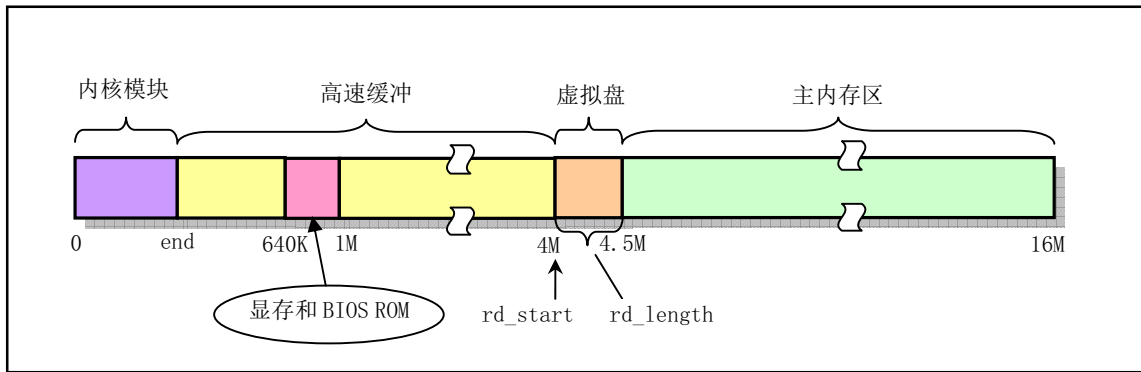 内核模块
高速缓冲
虚拟盘
主内存区
0
end
640K
1M
4M
4.5M
16M
显存和 BIOS ROM
rd_start
rd_length